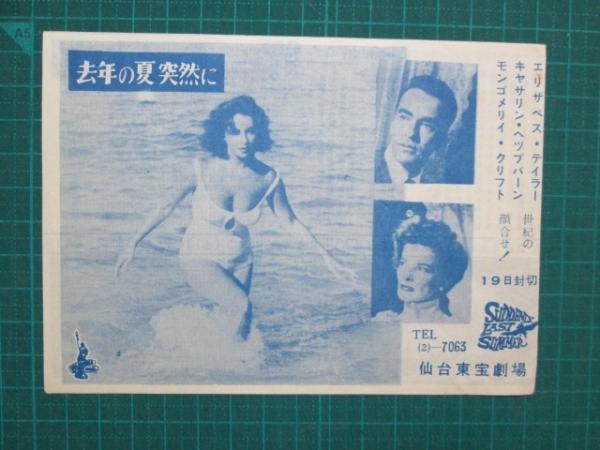 去年の夏突然に
エリザベス・テイラー
キャサリン・ヘップバーン
モンゴメリイ・クリフト
世紀の
顔合せ!
19日封切
SUDDENLY
LAST
SUMMER
TEL
(2)—7063
仙台東宝劇場
A5